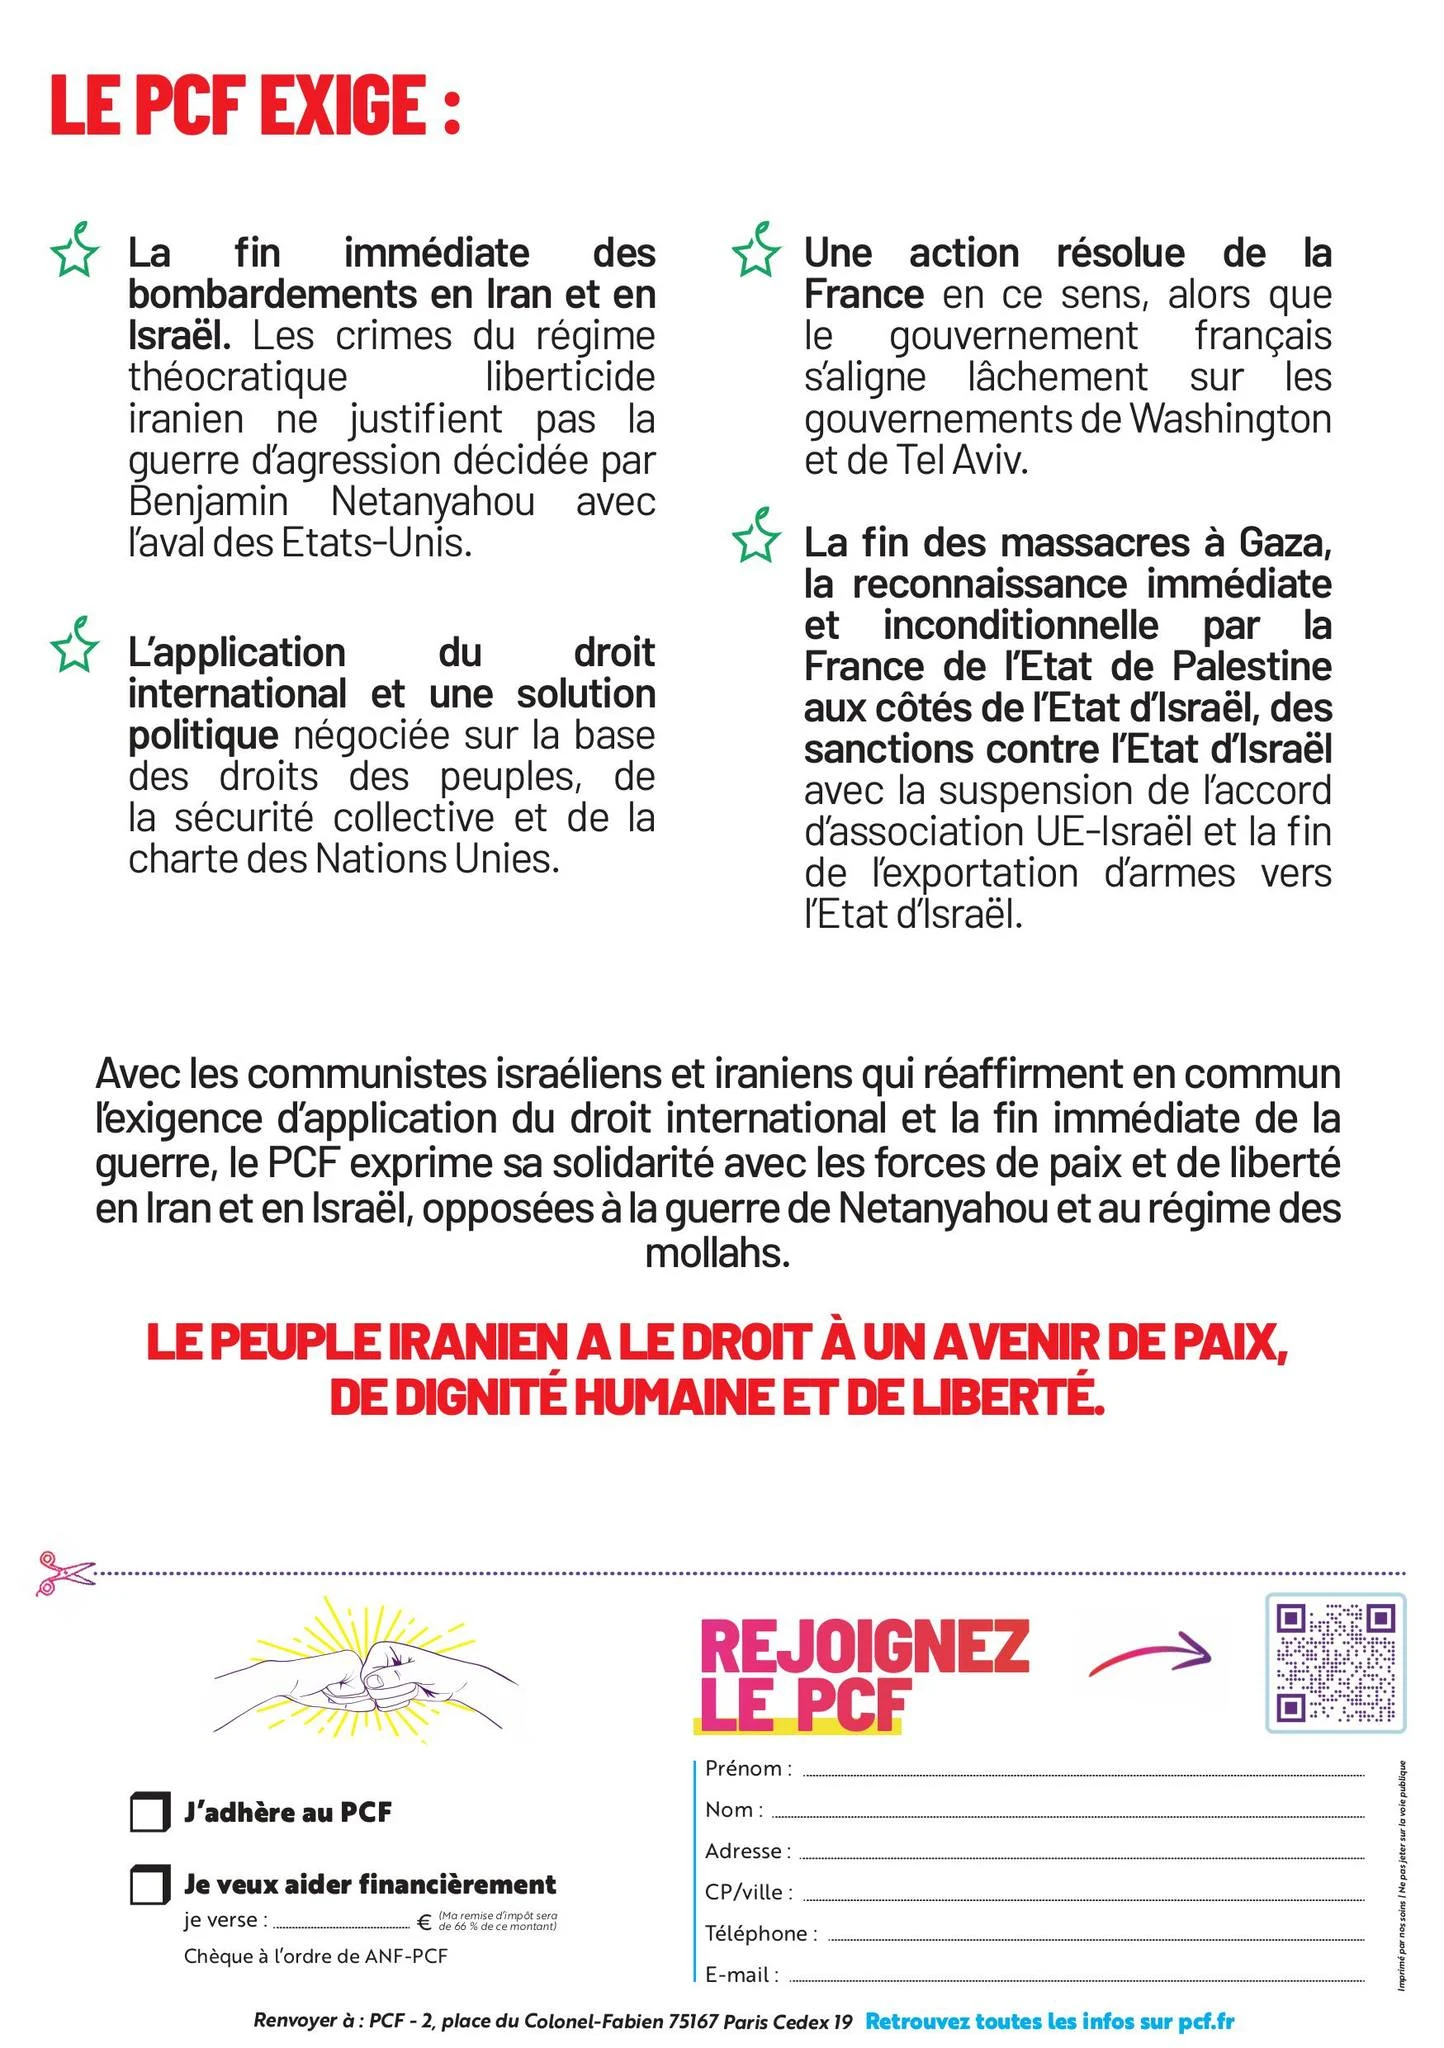 LE PCF EXIGE :
La fin immédiate des
bombardements en Iran et en
Israël. Les crimes du régime
théocratique liberticide
iranien ne justifient pas la
guerre d'agression décidée par
Benjamin Netanyahou avec
l'aval des Etats-Unis.
L'application du droit
international et une solution
politique négociée sur la base
des droits des peuples, de
la sécurité collective et de la
charte des Nations Unies.
Une action résolue de la
France en ce sens, alors que
le gouvernement français
s'aligne lâchement sur les
gouvernements de Washington
et de Tel Aviv.
La fin des massacres à Gaza,
la reconnaissance immédiate
et inconditionnelle par la
France de l'Etat de Palestine
aux côtés de l'Etat d'Israël, des
sanctions contre l'Etat d'Israël
avec la suspension de l'accord
d'association UE-Israël et la fin
de l'exportation d'armes vers
l'Etat d'Israël.
Avec les communistes israéliens et iraniens qui réaffirment en commun
l'exigence d'application du droit international et la fin immédiate de la
guerre, le PCF exprime sa solidarité avec les forces de paix et de liberté
en Iran et en Israël, opposées à la guerre de Netanyahou et au régime des
mollahs.
LE PEUPLE IRANIEN A LE DROIT À UN AVENIR DE PAIX,
DE DIGNITÉ HUMAINE ET DE LIBERTÉ.
REJOIGNEZ
LE PCF
J'adhère au PCF
Je veux aider financièrement
je verse : € (Ma remise d'impôt sera
de 66 % de ce montant)
Chèque à l'ordre de ANF-PCF
Prénom :
Nom :
Adresse :
CP/ville :
Téléphone :
E-mail :
Imprimé par nos soins | Ne pas jeter sur la voie publique
Renvoyer à : PCF - 2, place du Colonel-Fabien 75167 Paris Cedex 19 Retrouvez toutes les infos sur pcf.fr